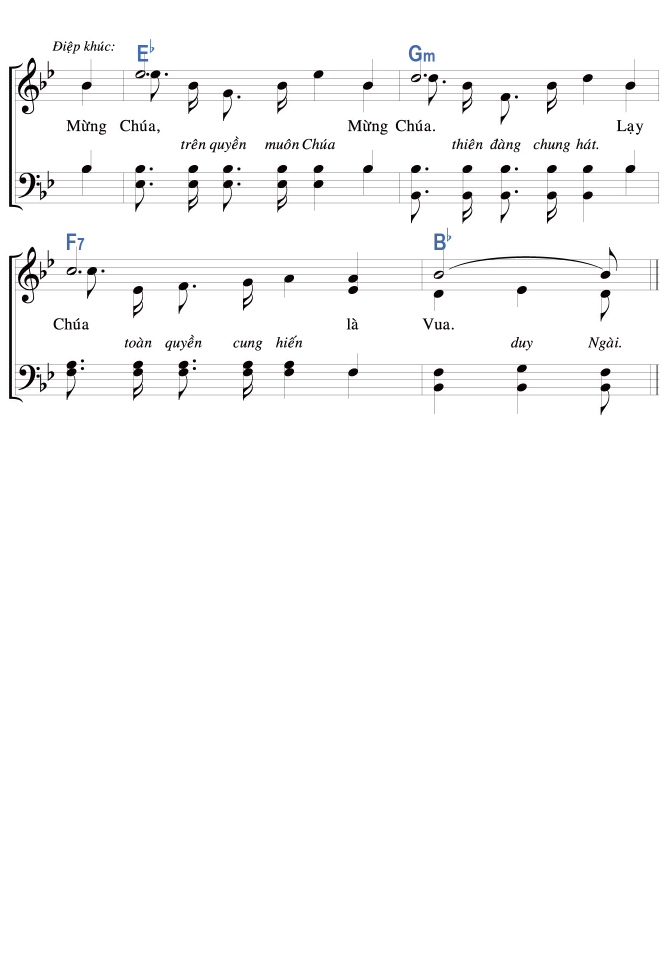 Điệp khúc:
E♭ Gm
Mừng Chúa, Mừng Chúa. Lạy
trên quyền muôn Chúa thiên đàng chung hát.
F7 B♭
Chúa là Vua.
toàn quyền cung hiến duy Ngài.